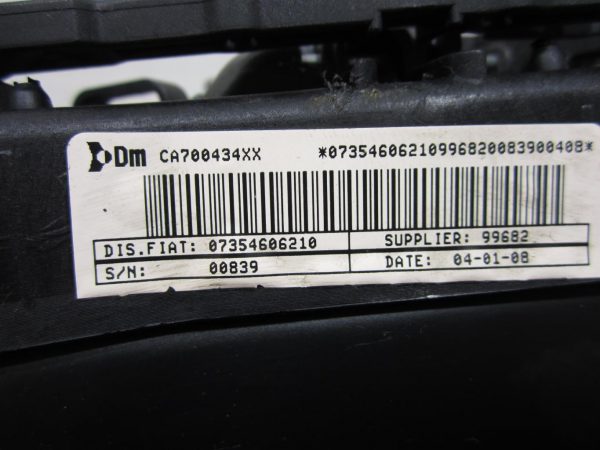 Dm CA700434XX *07354606210996820083900408*
DIS.FIAT: 07354606210 SUPPLIER: 99682
S/N: 00839 DATE: 04-01-08